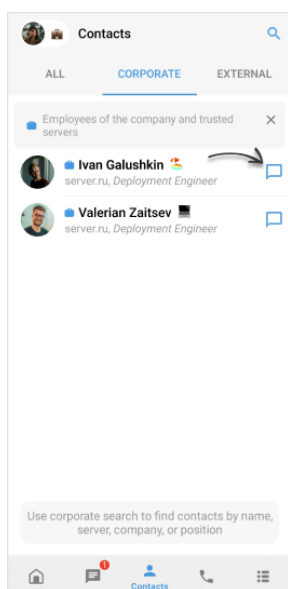 Contacts
ALL CORPORATE EXTERNAL
Employees of the company and trusted
servers
Ivan Galushkin
server.ru, Deployment Engineer
Valerian Zaitsev
server.ru, Deployment Engineer
Use corporate search to find contacts by name,
server, company, or position
1
Contacts